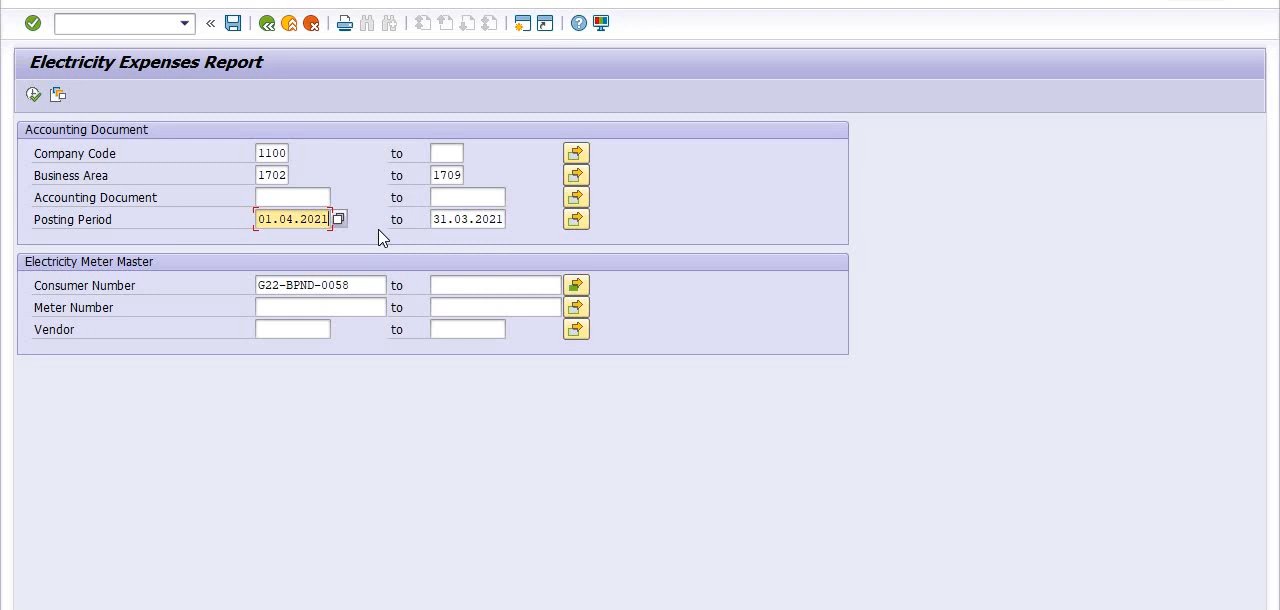 Electricity Expenses Report
Accounting Document
Company Code 1100 to
Business Area 1702 to 1709
Accounting Document to
Posting Period 01.04.2021 to 31.03.2021
Electricity Meter Master
Consumer Number G22-BPND-0058 to
Meter Number to
Vendor to